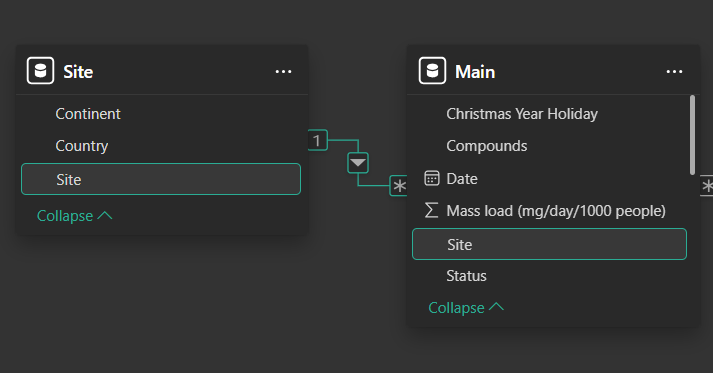 Site
...
Continent
Country
Site
Collapse
1
*
Main
...
Christmas Year Holiday
Compounds
Date
∑ Mass load (mg/day/1000 people)
Site
Status
Collapse
*